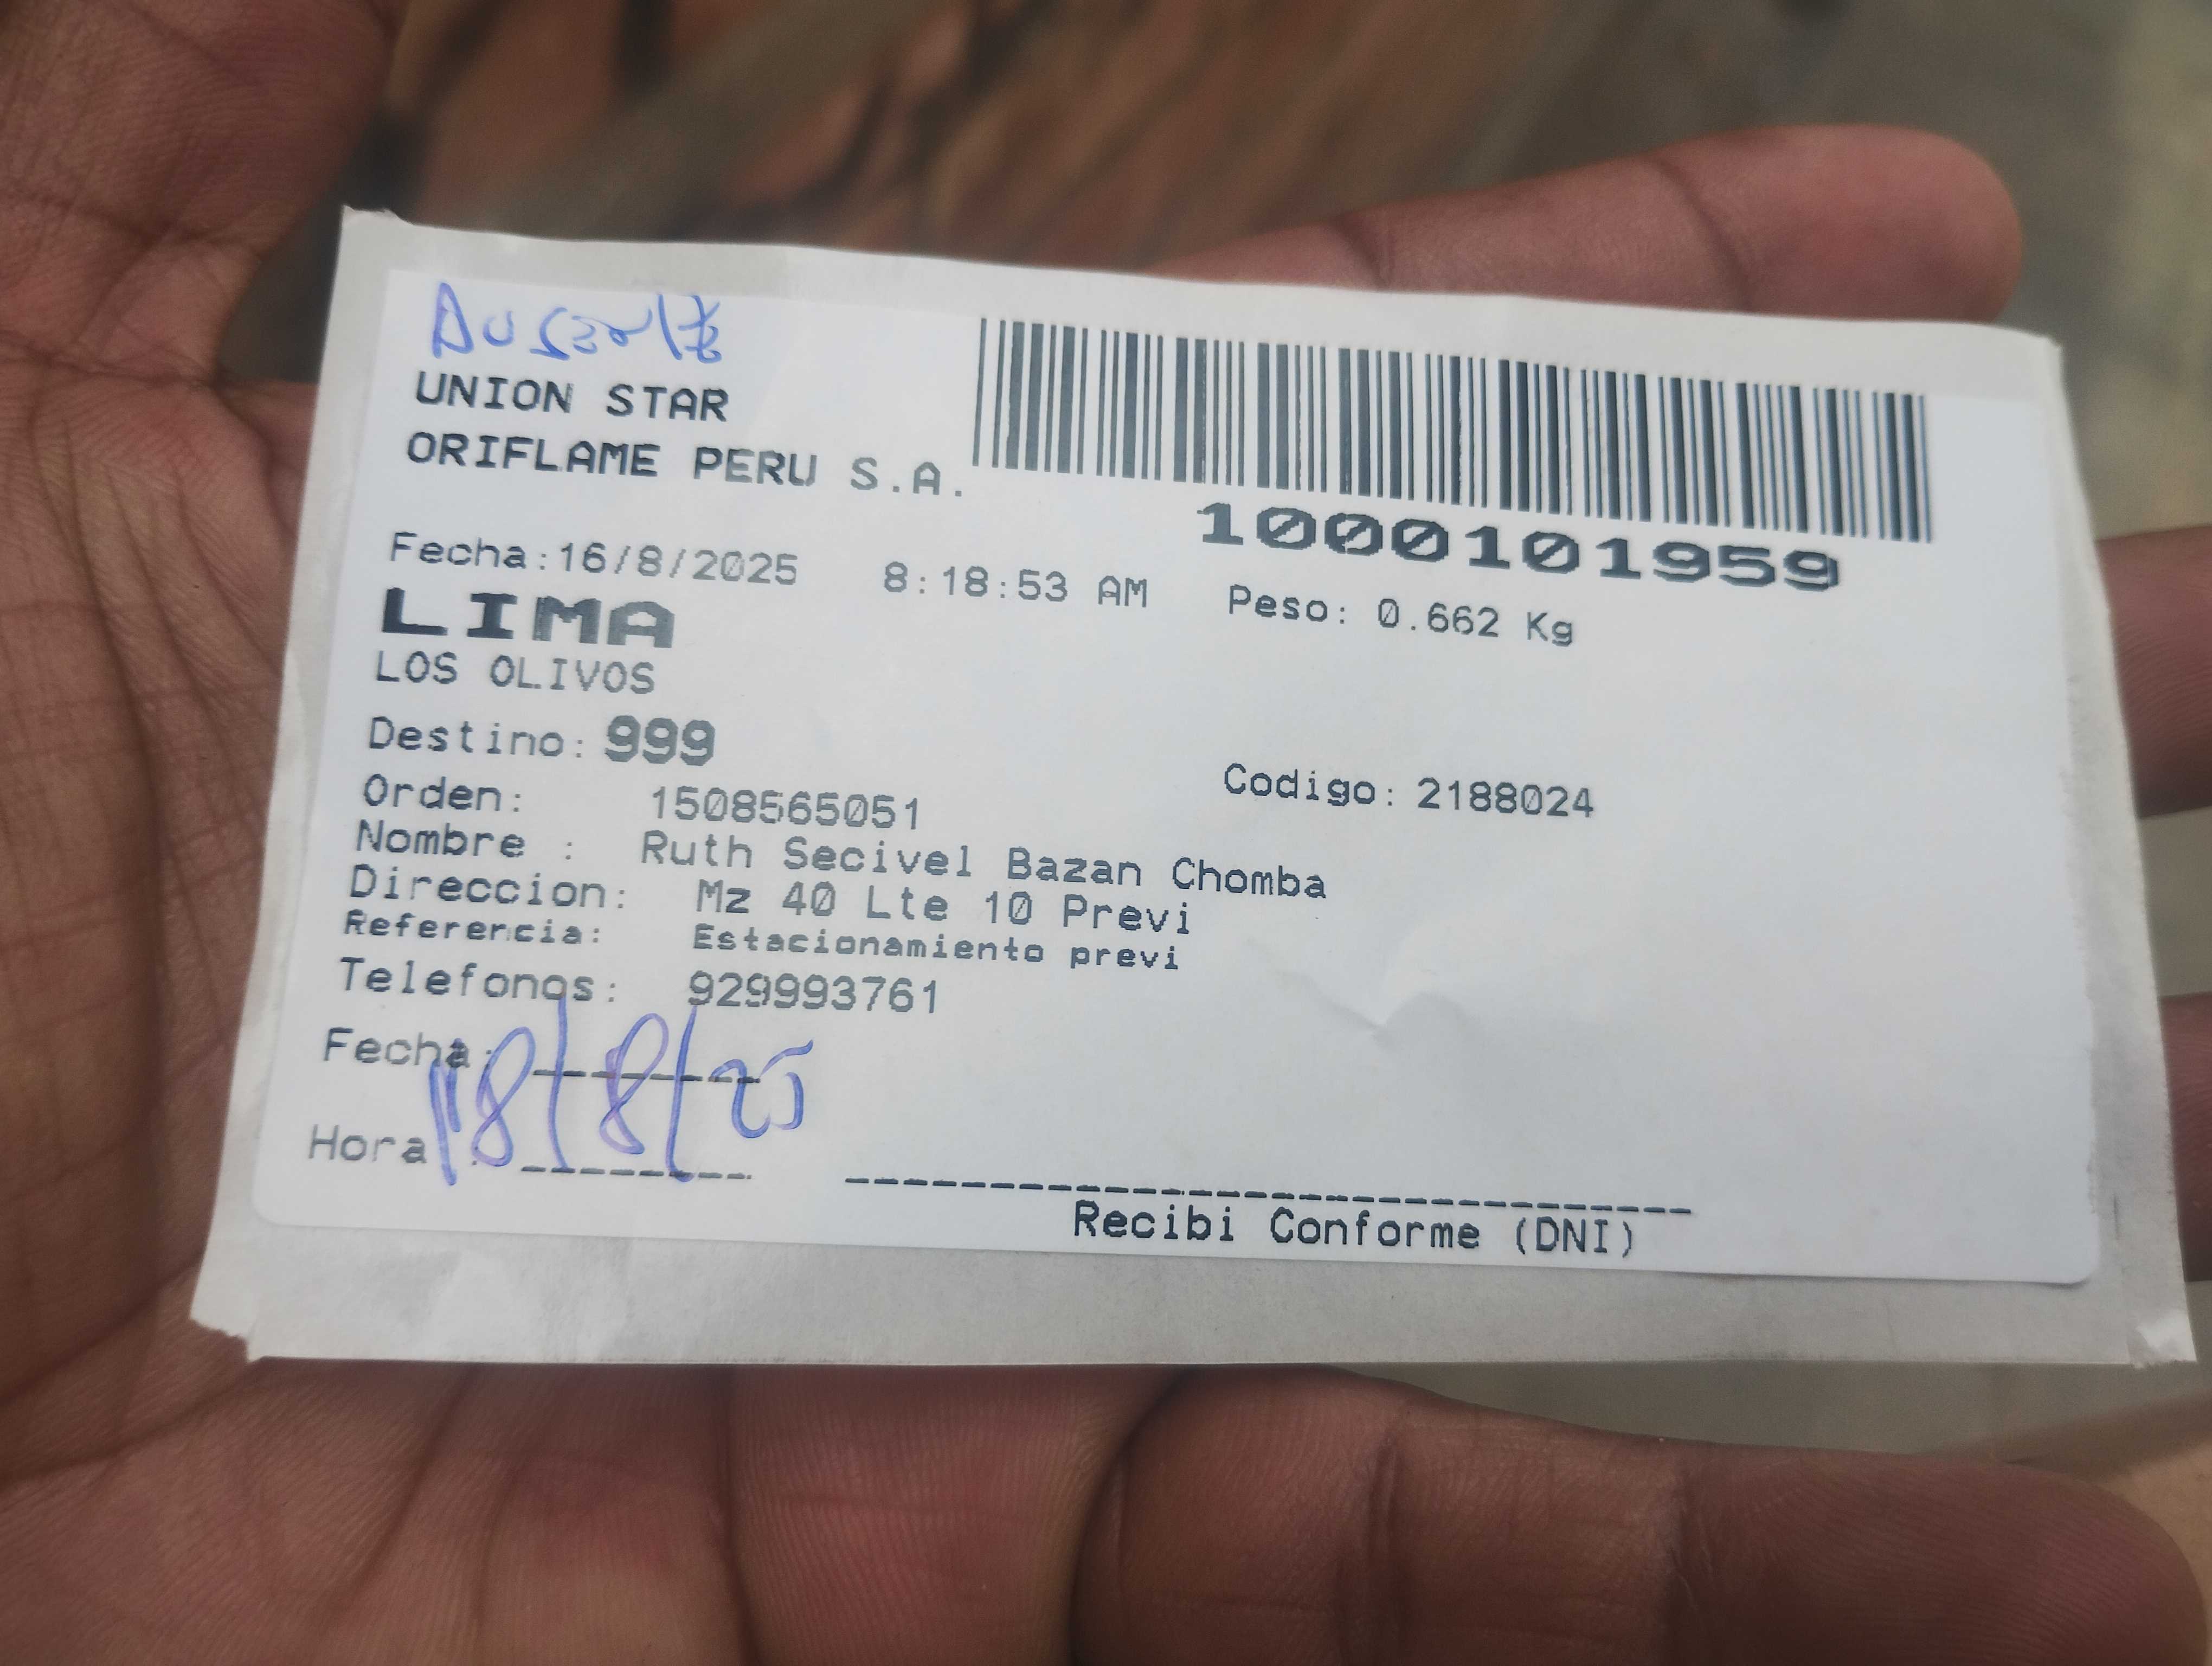 UNION STAR
ORIFLAME PERU S.A.
1000101959
Fecha:16/8/2025 8:18:53 AM Peso: 0.662 Kg
LIMA
LOS OLIVOS
Destino: 999
Orden: 1508565051 Codigo: 2188024
Nombre : Ruth Secivel Bazan Chomba
Direccion: Mz 40 Lte 10 Previ
Referencia: Estacionamiento previ
Telefonos: 929993761
Fecha: 18/8/25
Hora :
Recibi Conforme (DNI)